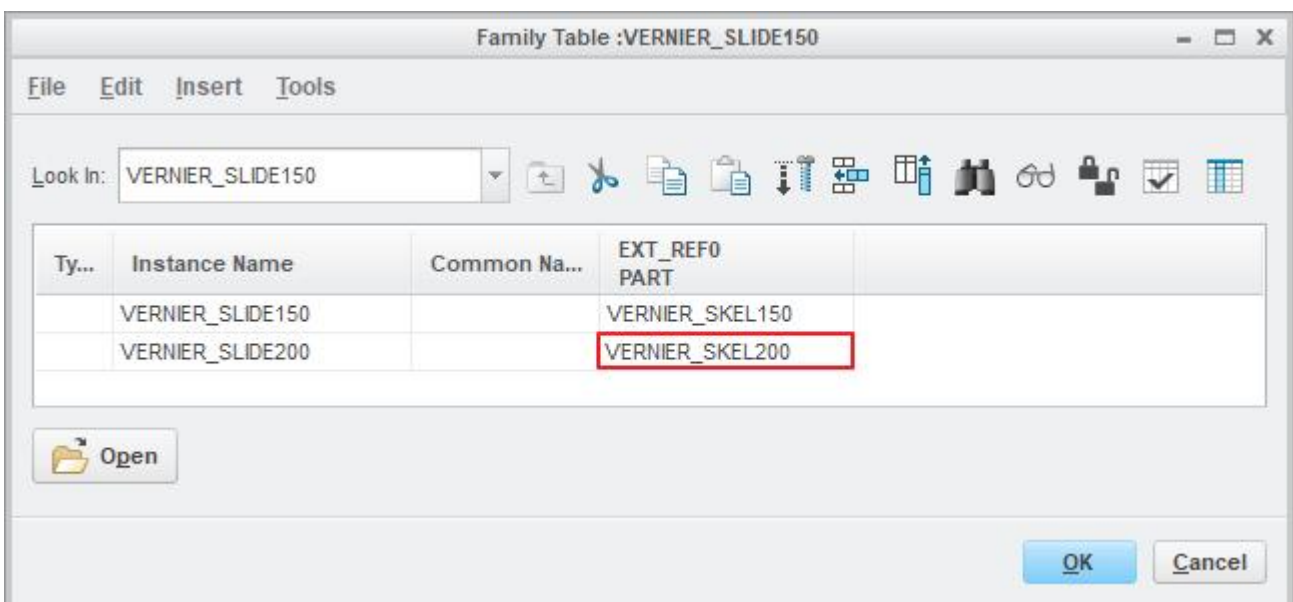 Family Table :VERNIER_SLIDE150
File Edit Insert Tools
Look In: VERNIER_SLIDE150
Ty... Instance Name Common Na... EXT_REF0
PART
VERNIER_SLIDE150 VERNIER_SKEL150
VERNIER_SLIDE200 VERNIER_SKEL200
Open
OK Cancel